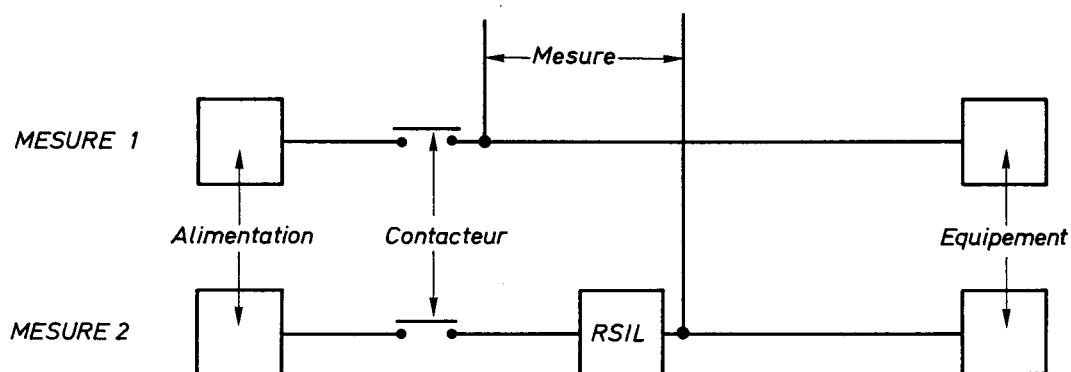 Mesure
MESURE 1
Alimentation
Contacteur
Equipement
MESURE 2
RSIL